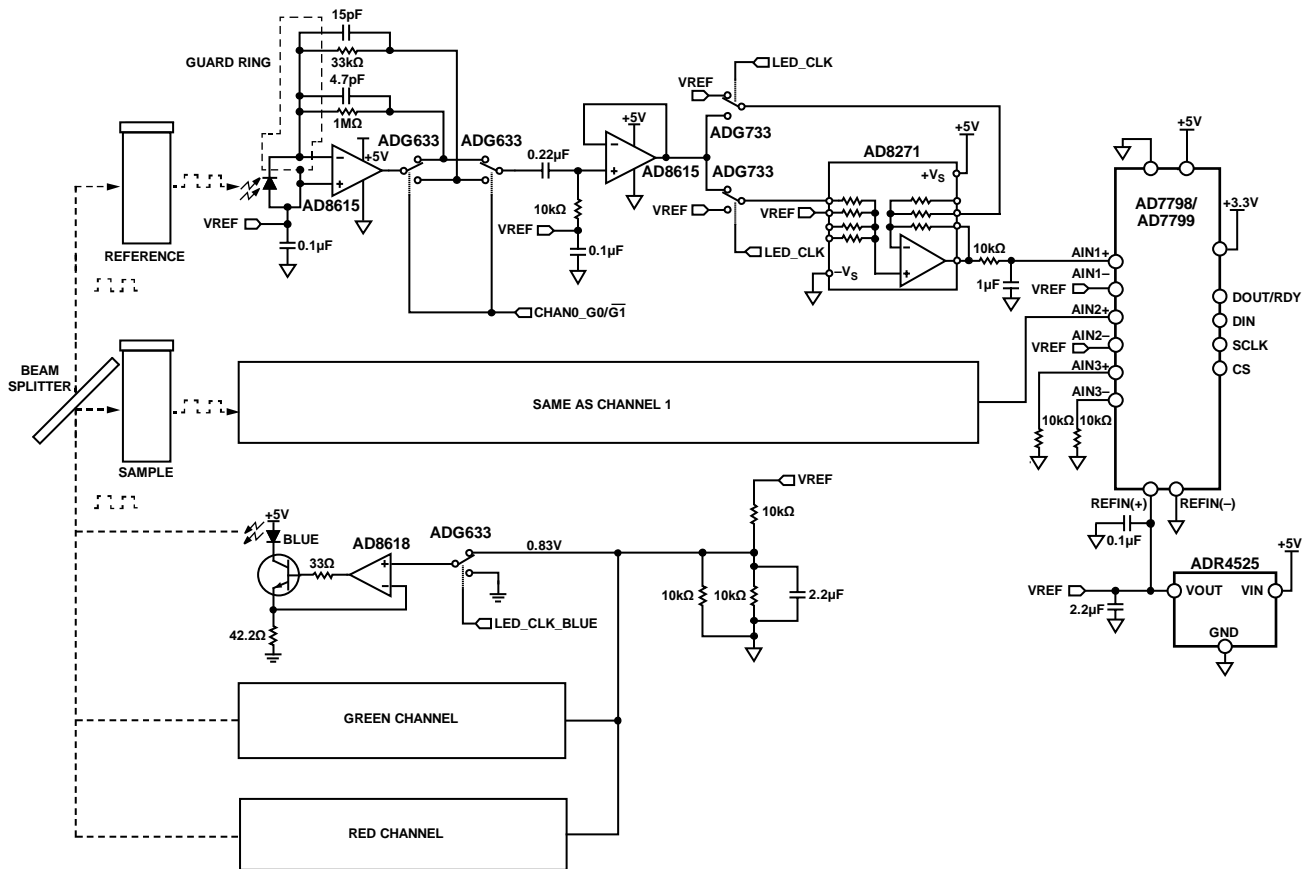 15pF
33kΩ
GUARD RING
4.7pF
1MΩ
+5V
AD8615
VREF
0.1µF
REFERENCE
ADG633
ADG633
CHAN0_G0/G1
0.22µF
10kΩ
VREF
0.1µF
+5V
AD8615
VREF
LED_CLK
ADG733
ADG733
VREF
LED_CLK
AD8271
+5V
+VS
VREF
–VS
10kΩ
1µF
+5V
AD7798/
AD7799
+3.3V
AIN1+
AIN1–
VREF
AIN2+
AIN2–
VREF
AIN3+
AIN3–
10kΩ
10kΩ
DOUT/RDY
DIN
SCLK
CS
REFIN(+)
REFIN(–)
0.1µF
BEAM
SPLITTER
SAMPLE
SAME AS CHANNEL 1
+5V
BLUE
33Ω
AD8618
42.2Ω
ADG633
LED_CLK_BLUE
0.83V
VREF
10kΩ
10kΩ
10kΩ
2.2µF
VREF
2.2µF
ADR4525
+5V
VOUT
VIN
GND
GREEN CHANNEL
RED CHANNEL